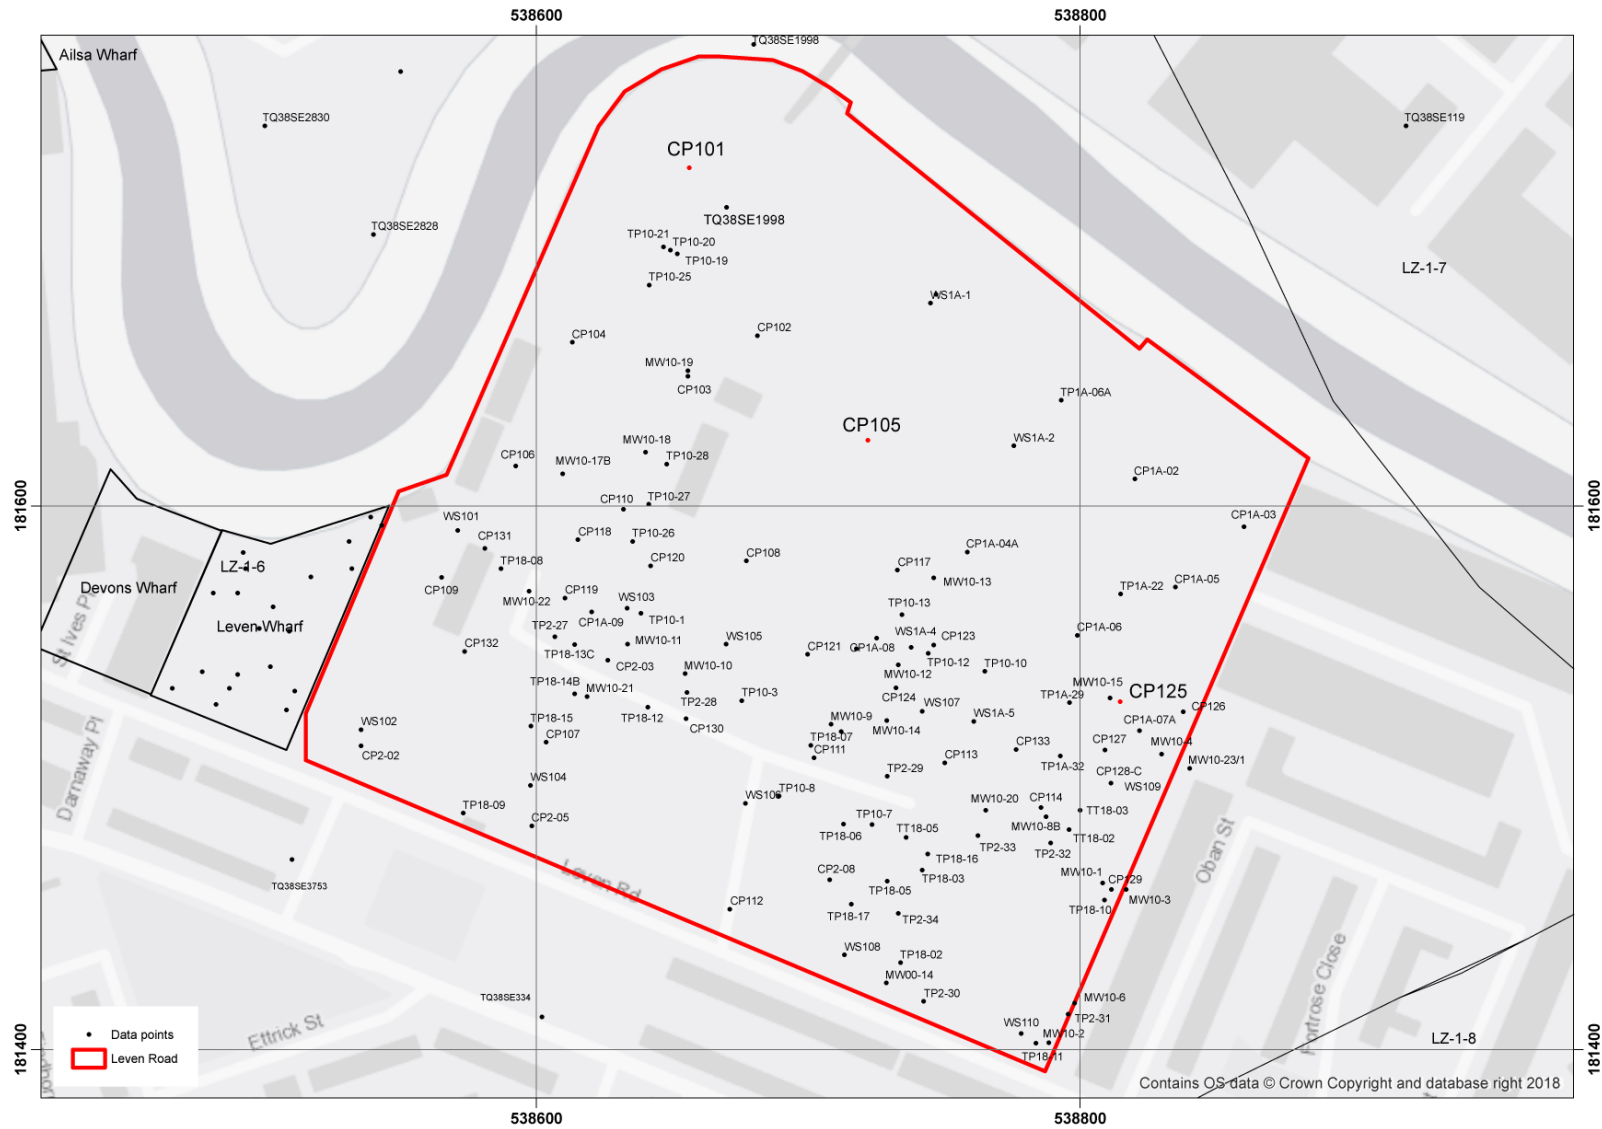 538600
538800
Ailsa Wharf
TQ38SE1998
TQ38SE2830
TQ38SE119
CP101
TQ38SE1998
TQ38SE2828
TP10-21
TP10-20
TP10-19
LZ-1-7
TP10-25
WS1A-1
CP104
CP102
MW10-19
CP103
TP1A-06A
CP105
MW10-18
WS1A-2
CP106
MW10-17B
TP10-28
CP1A-02
181600
181600
CP110
TP10-27
WS101
CP1A-03
CP131
CP118
TP10-26
CP108
CP1A-04A
TP18-08
CP120
CP117
LZ-1-6
CP109
MW10-13
CP1A-05
Devons Wharf
TP1A-22
MW10-22
CP119
WS103
TP10-13
St Ives Pl
Leven Wharf
CP1A-09
TP10-1
TP2-27
WS1A-4
CP1A-06
CP132
TP18-13C
MW10-11
WS105
CP121
CP1A-08
CP123
CP2-03
MW10-10
TP10-12
TP10-10
MW10-12
TP18-14B
MW10-21
MW10-15
CP125
TP2-28
TP10-3
CP124
TP1A-29
WS107
CP126
TP18-12
WS102
TP18-15
CP130
MW10-9
WS1A-5
CP1A-07A
CP107
TP18-07
MW10-14
CP2-02
CP111
CP133
CP127
MW10-4
Darnaway Pl
CP113
TP1A-32
MW10-23/1
TP2-29
CP128-C
WS104
WS109
TP10-8
TP18-09
MW10-20
CP114
TT18-03
CP2-05
TP10-7
TP18-06
TT18-05
MW10-8B
TT18-02
TP2-33
TP2-32
TP18-16
Oban St
Leven Rd
CP2-08
TP18-03
MW10-1
CP129
TQ38SE3753
TP18-05
MW10-3
CP112
TP18-17
TP2-34
TP18-10
WS108
TP18-02
MW00-14
TQ38SE334
TP2-30
MW10-6
TP2-31
Ettrick St
WS110
MW10-2
Portrose Close
LZ-1-8
181400
181400
TP18-11
Data points
Leven Road
Contains OS data © Crown Copyright and database right 2018
538600
538800